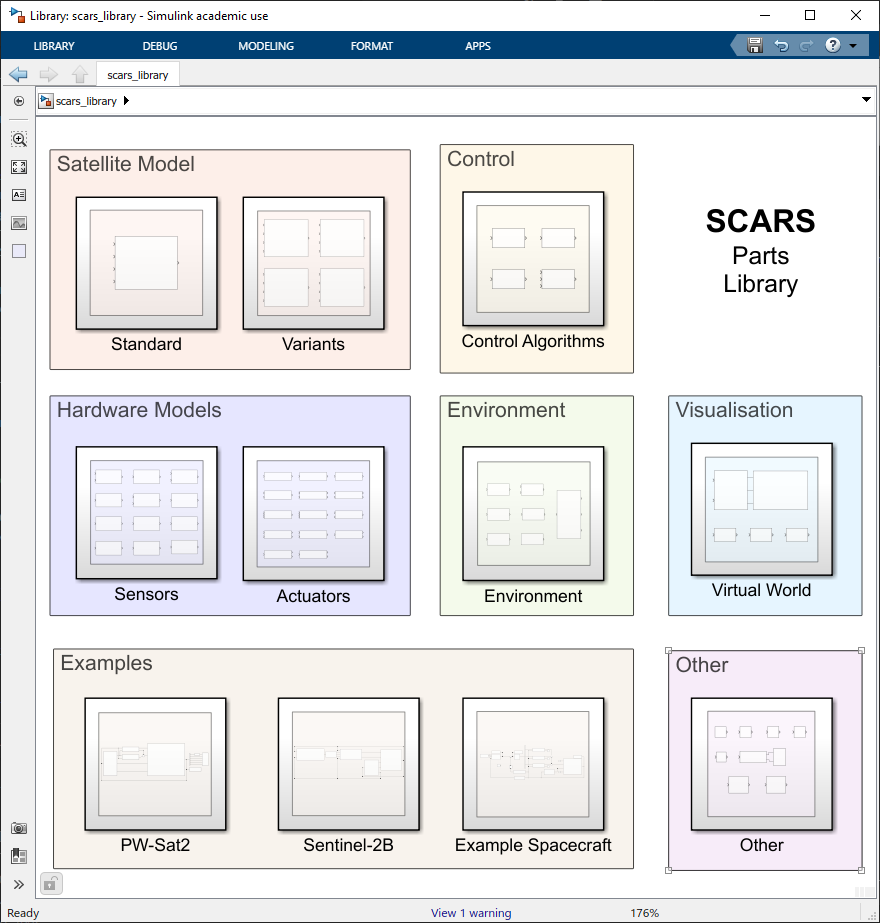 Library: scars_library - Simulink academic use
LIBRARY DEBUG MODELING FORMAT APPS
scars_library
scars_library
Satellite Model
Standard
Variants
Control
Control Algorithms
SCARS
Parts
Library
Hardware Models
Sensors
Actuators
Environment
Environment
Visualisation
Virtual World
Examples
PW-Sat2
Sentinel-2B
Example Spacecraft
Other
Other
Ready
View 1 warning
176%